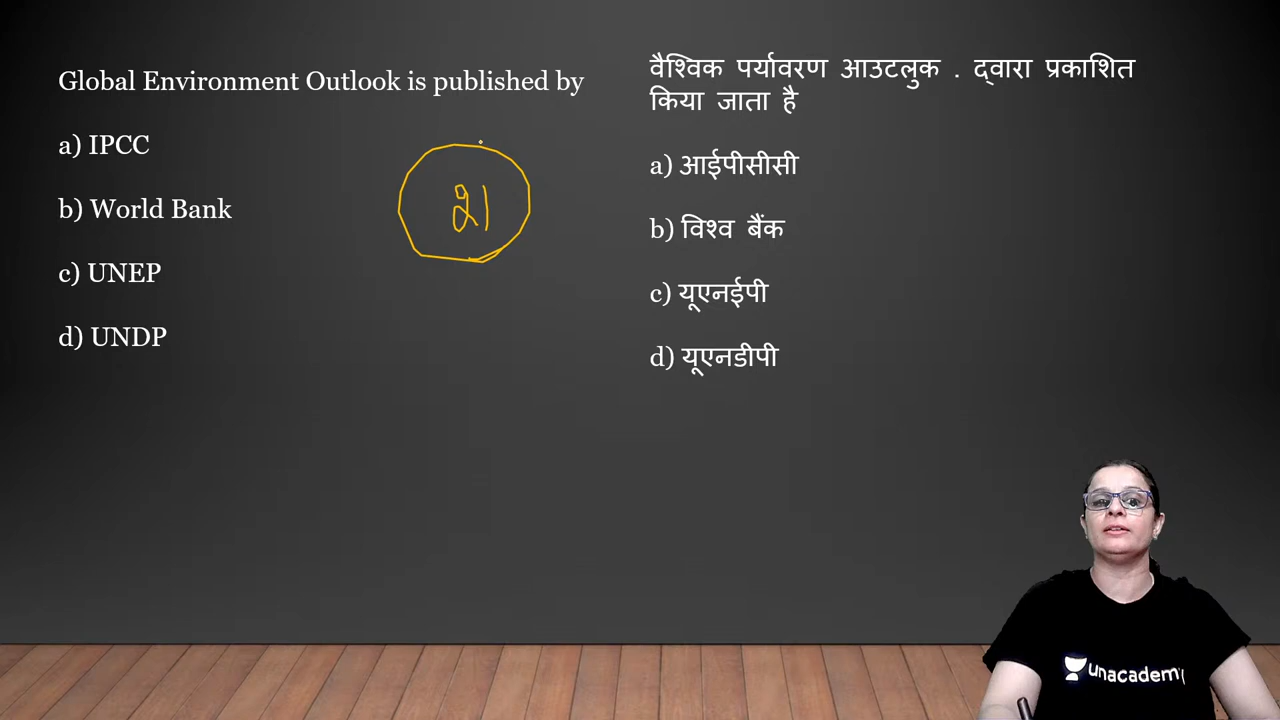 Global Environment Outlook is published by
a) IPCC
b) World Bank
c) UNEP
d) UNDP
21
वैश्विक पर्यावरण आउटलुक . द्वारा प्रकाशित
किया जाता है
a) आईपीसीसी
b) विश्व बैंक
c) यूएनईपी
d) यूएनडीपी
unacademy